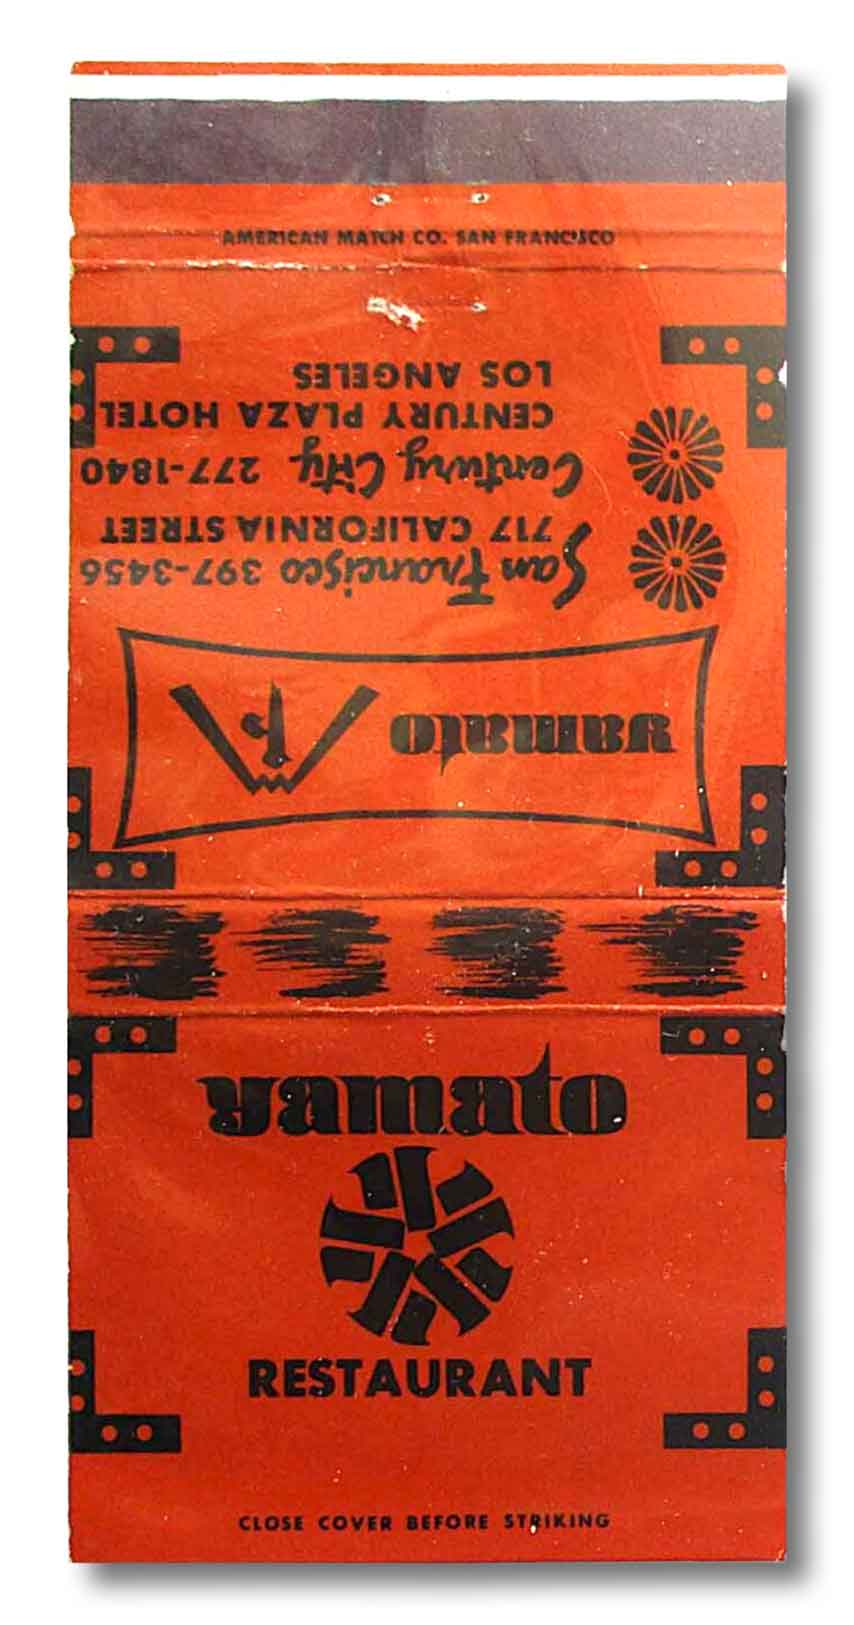 AMERICAN MATCH CO. SAN FRANCISCO
yamato
San Francisco 397-3456
717 CALIFORNIA STREET
Century City 277-1840
CENTURY PLAZA HOTEL
LOS ANGELES
yamato
RESTAURANT
CLOSE COVER BEFORE STRIKING